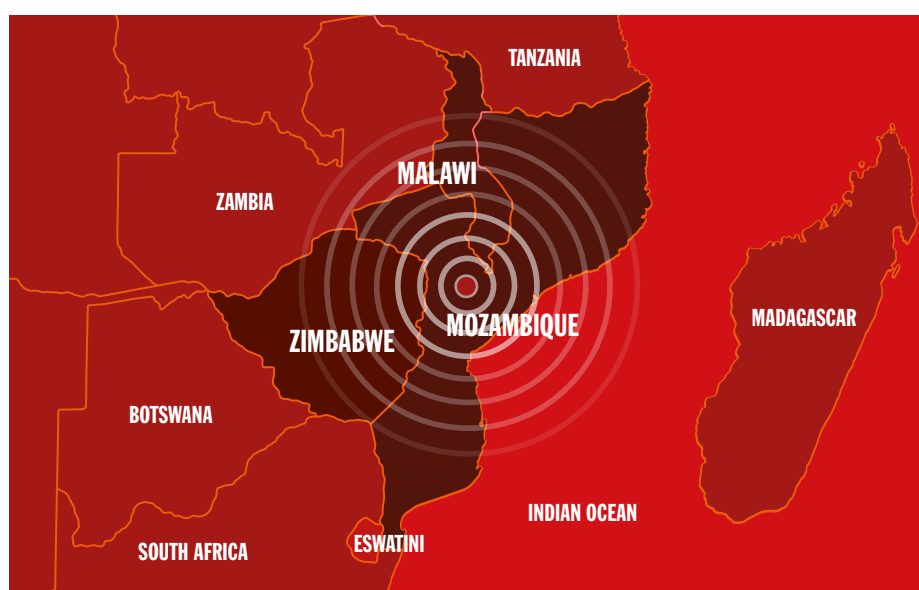 TANZANIA
MALAWI
ZAMBIA
MADAGASCAR
MOZAMBIQUE
ZIMBABWE
BOTSWANA
INDIAN OCEAN
ESWATINI
SOUTH AFRICA